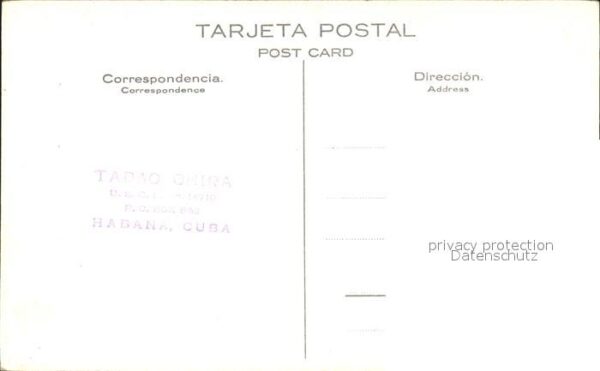 TARJETA POSTAL
POST CARD
Correspondencia.
Correspondence
Dirección.
Address
HABANA, CUBA
privacy protection
Datenschutz